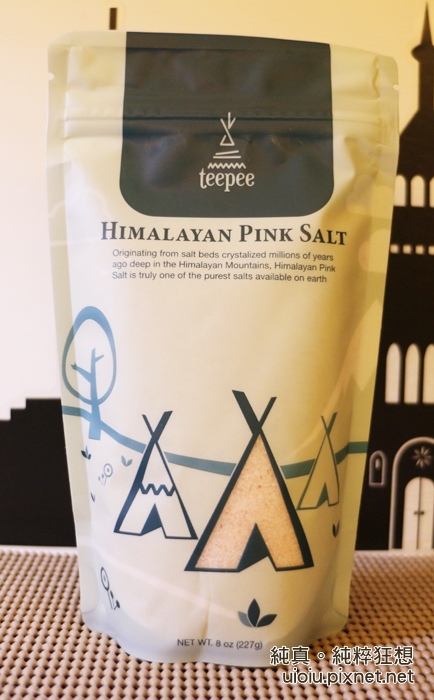 teepee
HIMALAYAN PINK SALT
Originating from salt beds crystalized millions of years
ago deep in the Himalayan Mountains, Himalayan Pink
Salt is truly one of the purest salts available on earth
NET WT. 8 oz (227g)
純真。純粹狂想
uioiu.pixnet.net